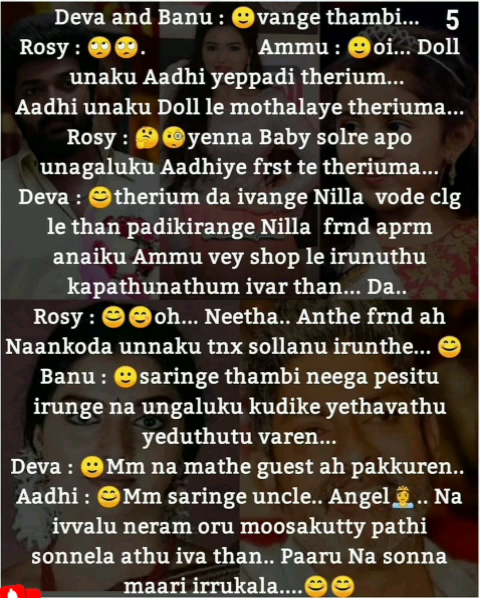 Deva and Banu : 🙂vange thambi... 5
Rosy : 🙄🙄. Ammu : 🙂oi... Doll
unaku Aadhi yeppadi therium...
Aadhi unaku Doll le mothalaye theriuma...
Rosy : 🤔🧐yenna Baby solre apo
unagaluku Aadhiye frst te theriuma...
Deva : 😊therium da ivange Nilla vode clg
le than padikirange Nilla frnd aprm
anaiku Ammu vey shop le irunuthu
kapathunathum ivar than... Da..
Rosy : 😊😊oh... Neetha.. Anthe frnd ah
Naankoda unnaku tnx sollanu irunthe... 😊
Banu : 🙂saringe thambi neega pesitu
irunge na ungaluku kudike yethavathu
yeduthutu varen...
Deva : 🙂Mm na mathe guest ah pakkuren..
Aadhi : 😊Mm saringe uncle.. Angel👸.. Na
ivvalu neram oru moosakutty pathi
sonnela athu iva than.. Paaru Na sonna
maari irrukala....😊😊